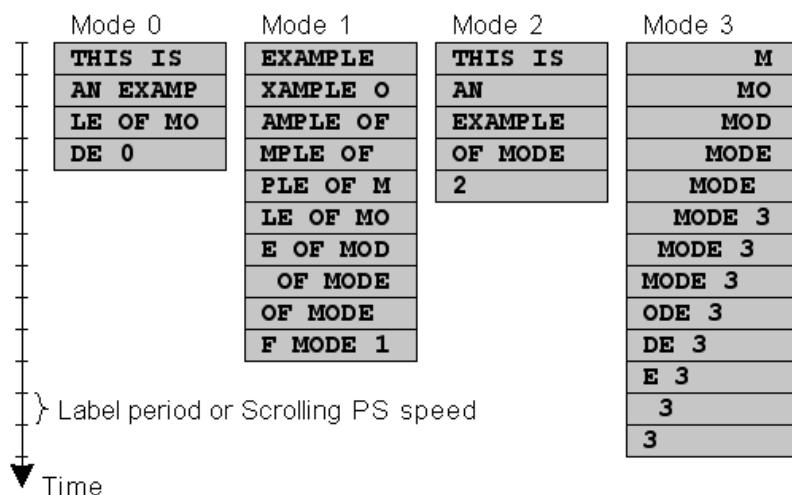 Mode 0
THIS IS
AN EXAMP
LE OF MO
DE 0
Mode 1
EXAMPLE
XAMPLE O
AMPLE OF
MPLE OF
PLE OF M
LE OF MO
E OF MOD
OF MODE
OF MODE
F MODE 1
Mode 2
THIS IS
AN
EXAMPLE
OF MODE
2
Mode 3
M
MO
MOD
MODE
MODE
MODE 3
MODE 3
MODE 3
ODE 3
DE 3
E 3
3
3
} Label period or Scrolling PS speed
Time